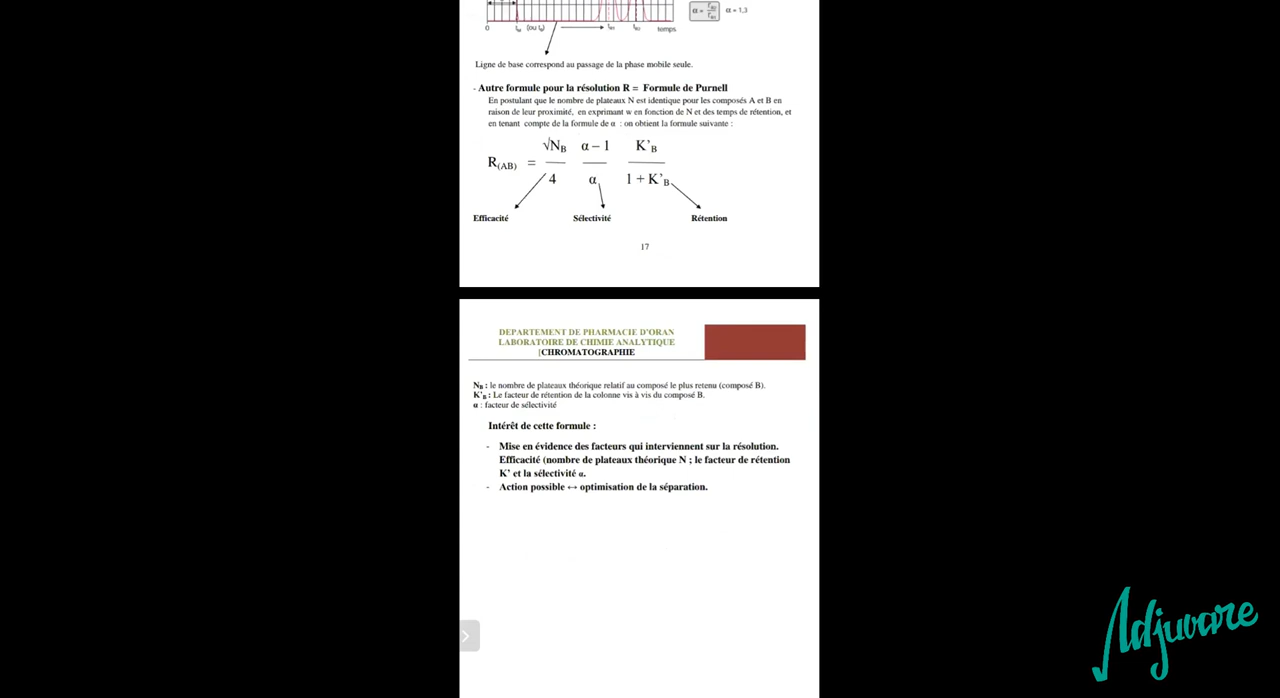 α = α = 1,3
0 (ou temps
Ligne de base correspond au passage de la phase mobile seule.
- Autre formule pour la résolution R = Formule de Purnell
En postulant que le nombre de plateaux N est identique pour les composés A et B en
raison de leur proximité, en exprimant w en fonction de N et des temps de rétention, et
en tenant compte de la formule de α : on obtient la formule suivante :
√N_B α – 1 K'_B
R_(AB) =
4 α 1 + K'_B
Efficacité Sélectivité Rétention
17
DEPARTEMENT DE PHARMACIE D'ORAN
LABORATOIRE DE CHIMIE ANALYTIQUE
[CHROMATOGRAPHIE
N_B : le nombre de plateaux théorique relatif au composé le plus retenu (composé B).
K'_B : Le facteur de rétention de la colonne vis à vis du composé B.
α : facteur de sélectivité
Intérêt de cette formule :
- Mise en évidence des facteurs qui interviennent sur la résolution.
Efficacité (nombre de plateaux théorique N ; le facteur de rétention
K' et la sélectivité α.
- Action possible ↔ optimisation de la séparation.
Adjuvare